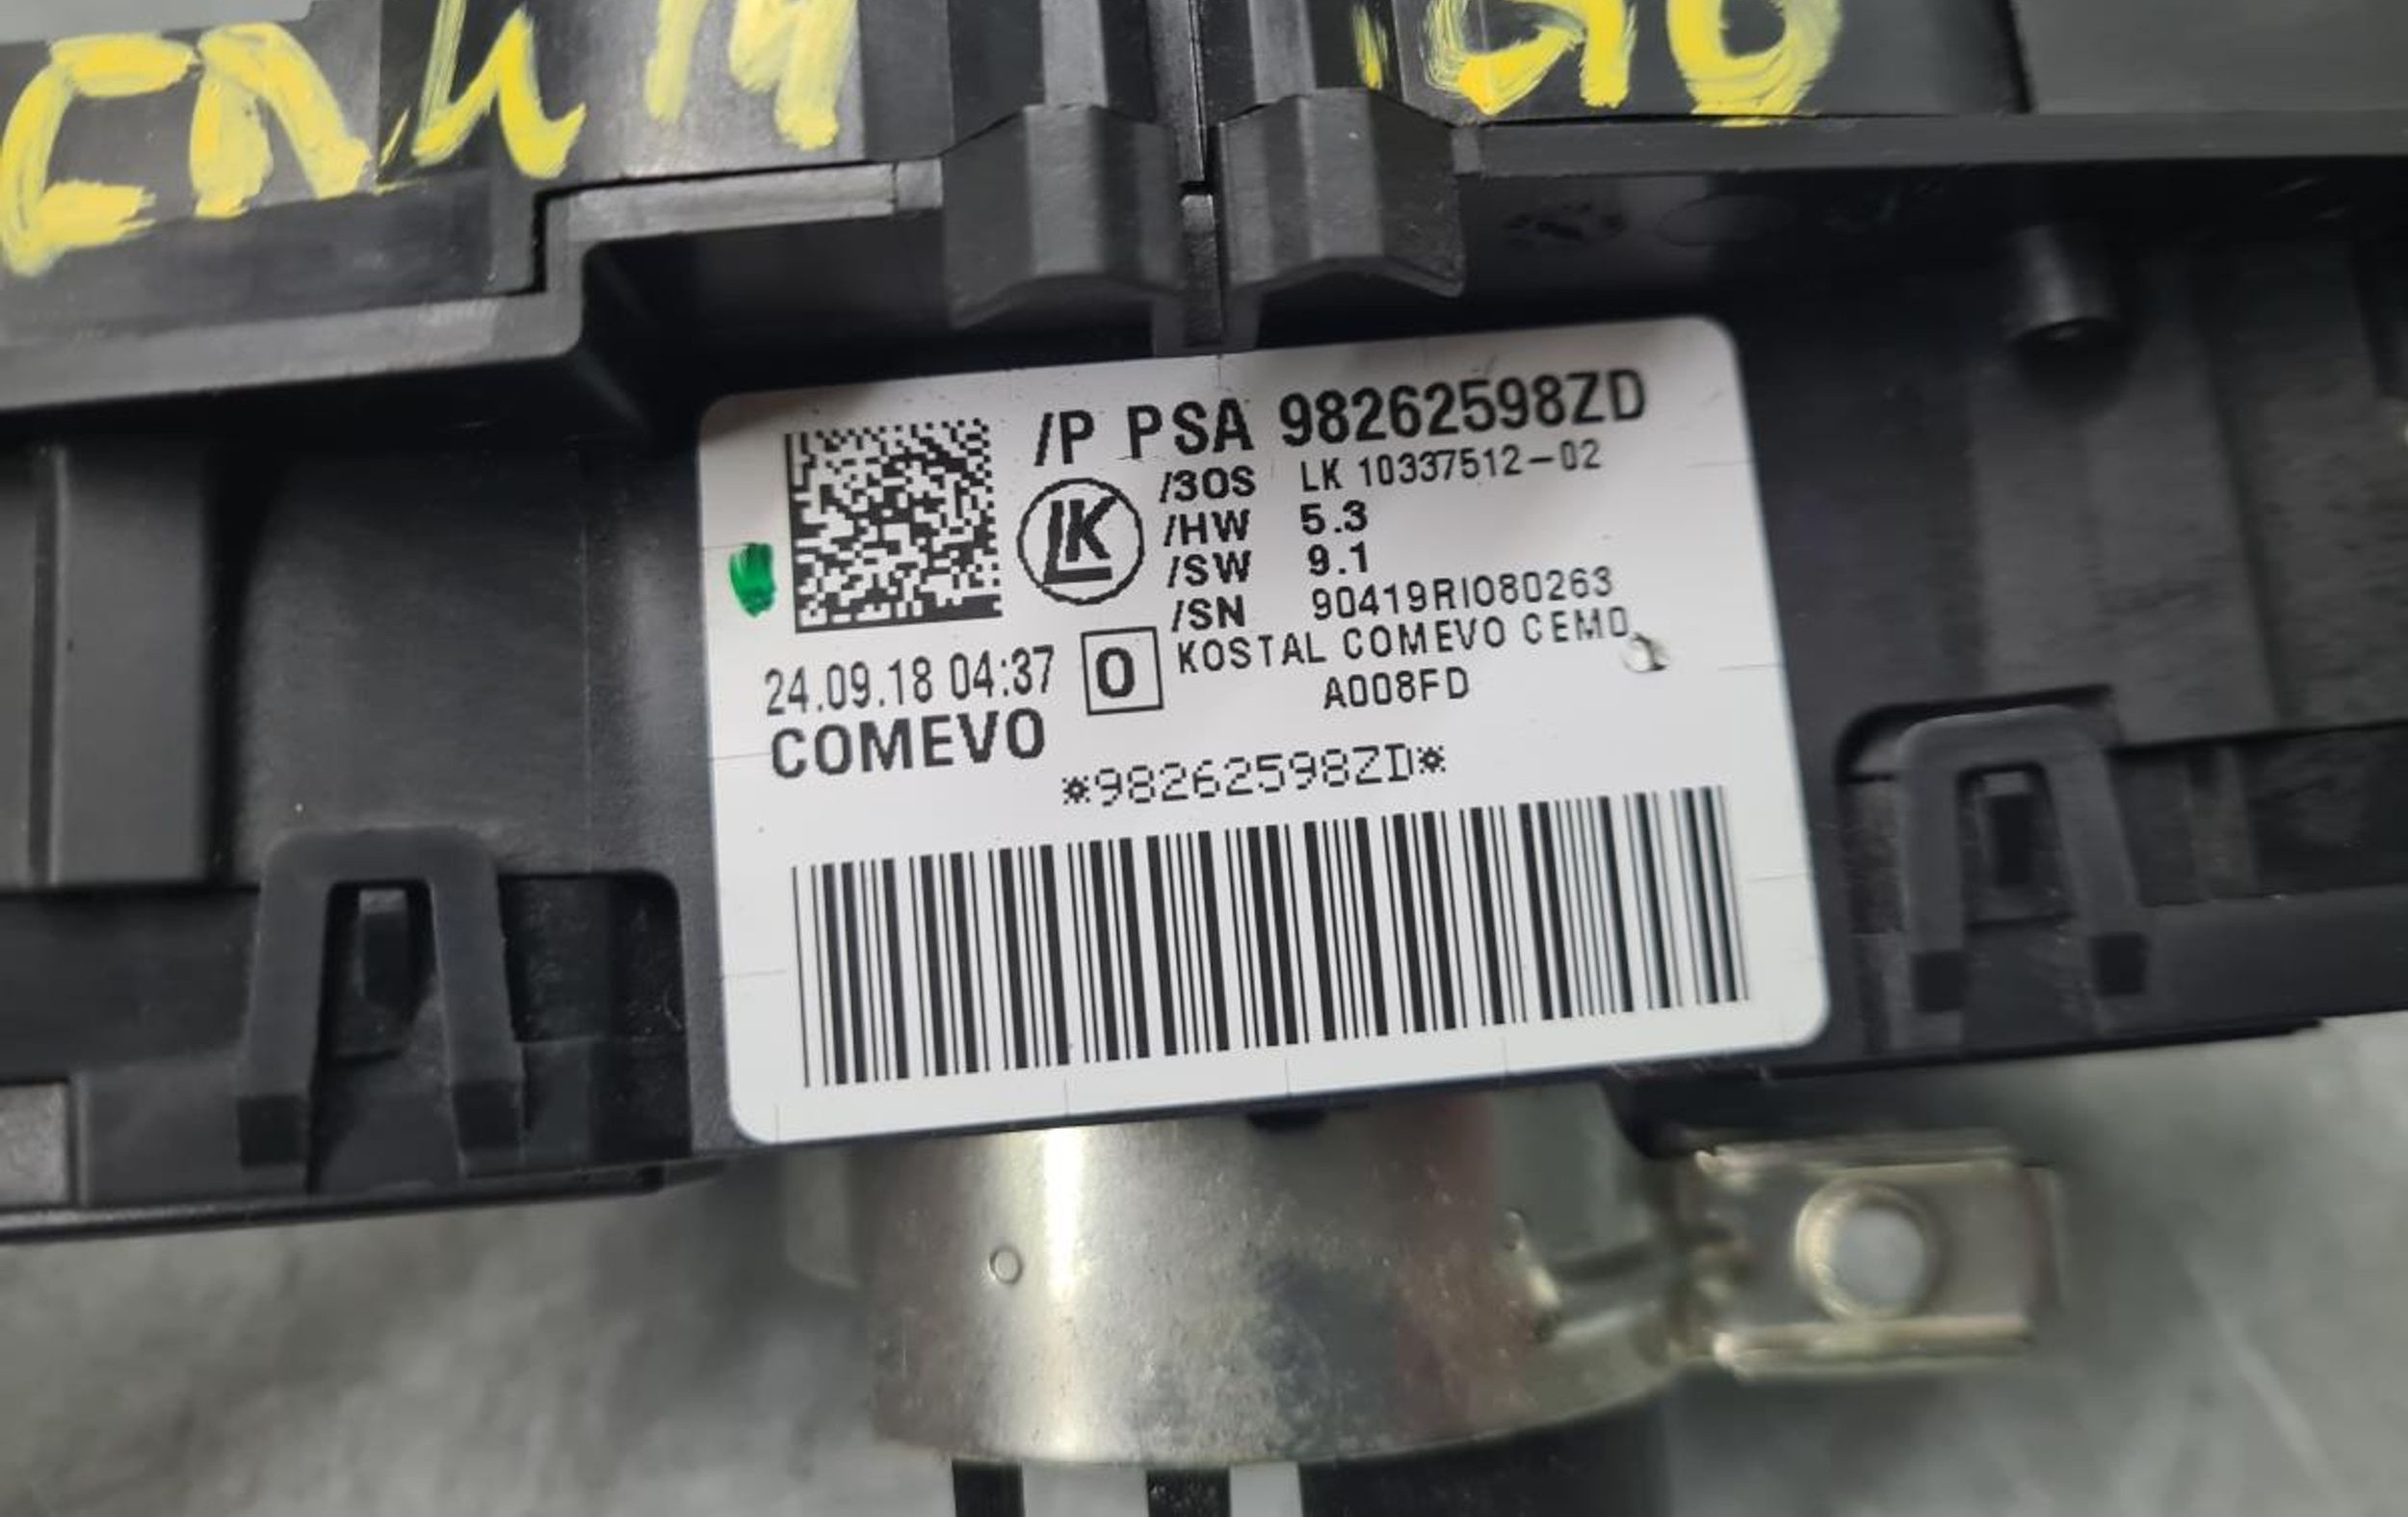 /P PSA 98262598ZD
/3OS LK 10337512-02
LK
/HW 5.3
/SW 9.1
/SN 90419RI080263
24.09.18 04:37 O KOSTAL COMEVO CEMO
A008FD
COMEVO
*98262598ZD*